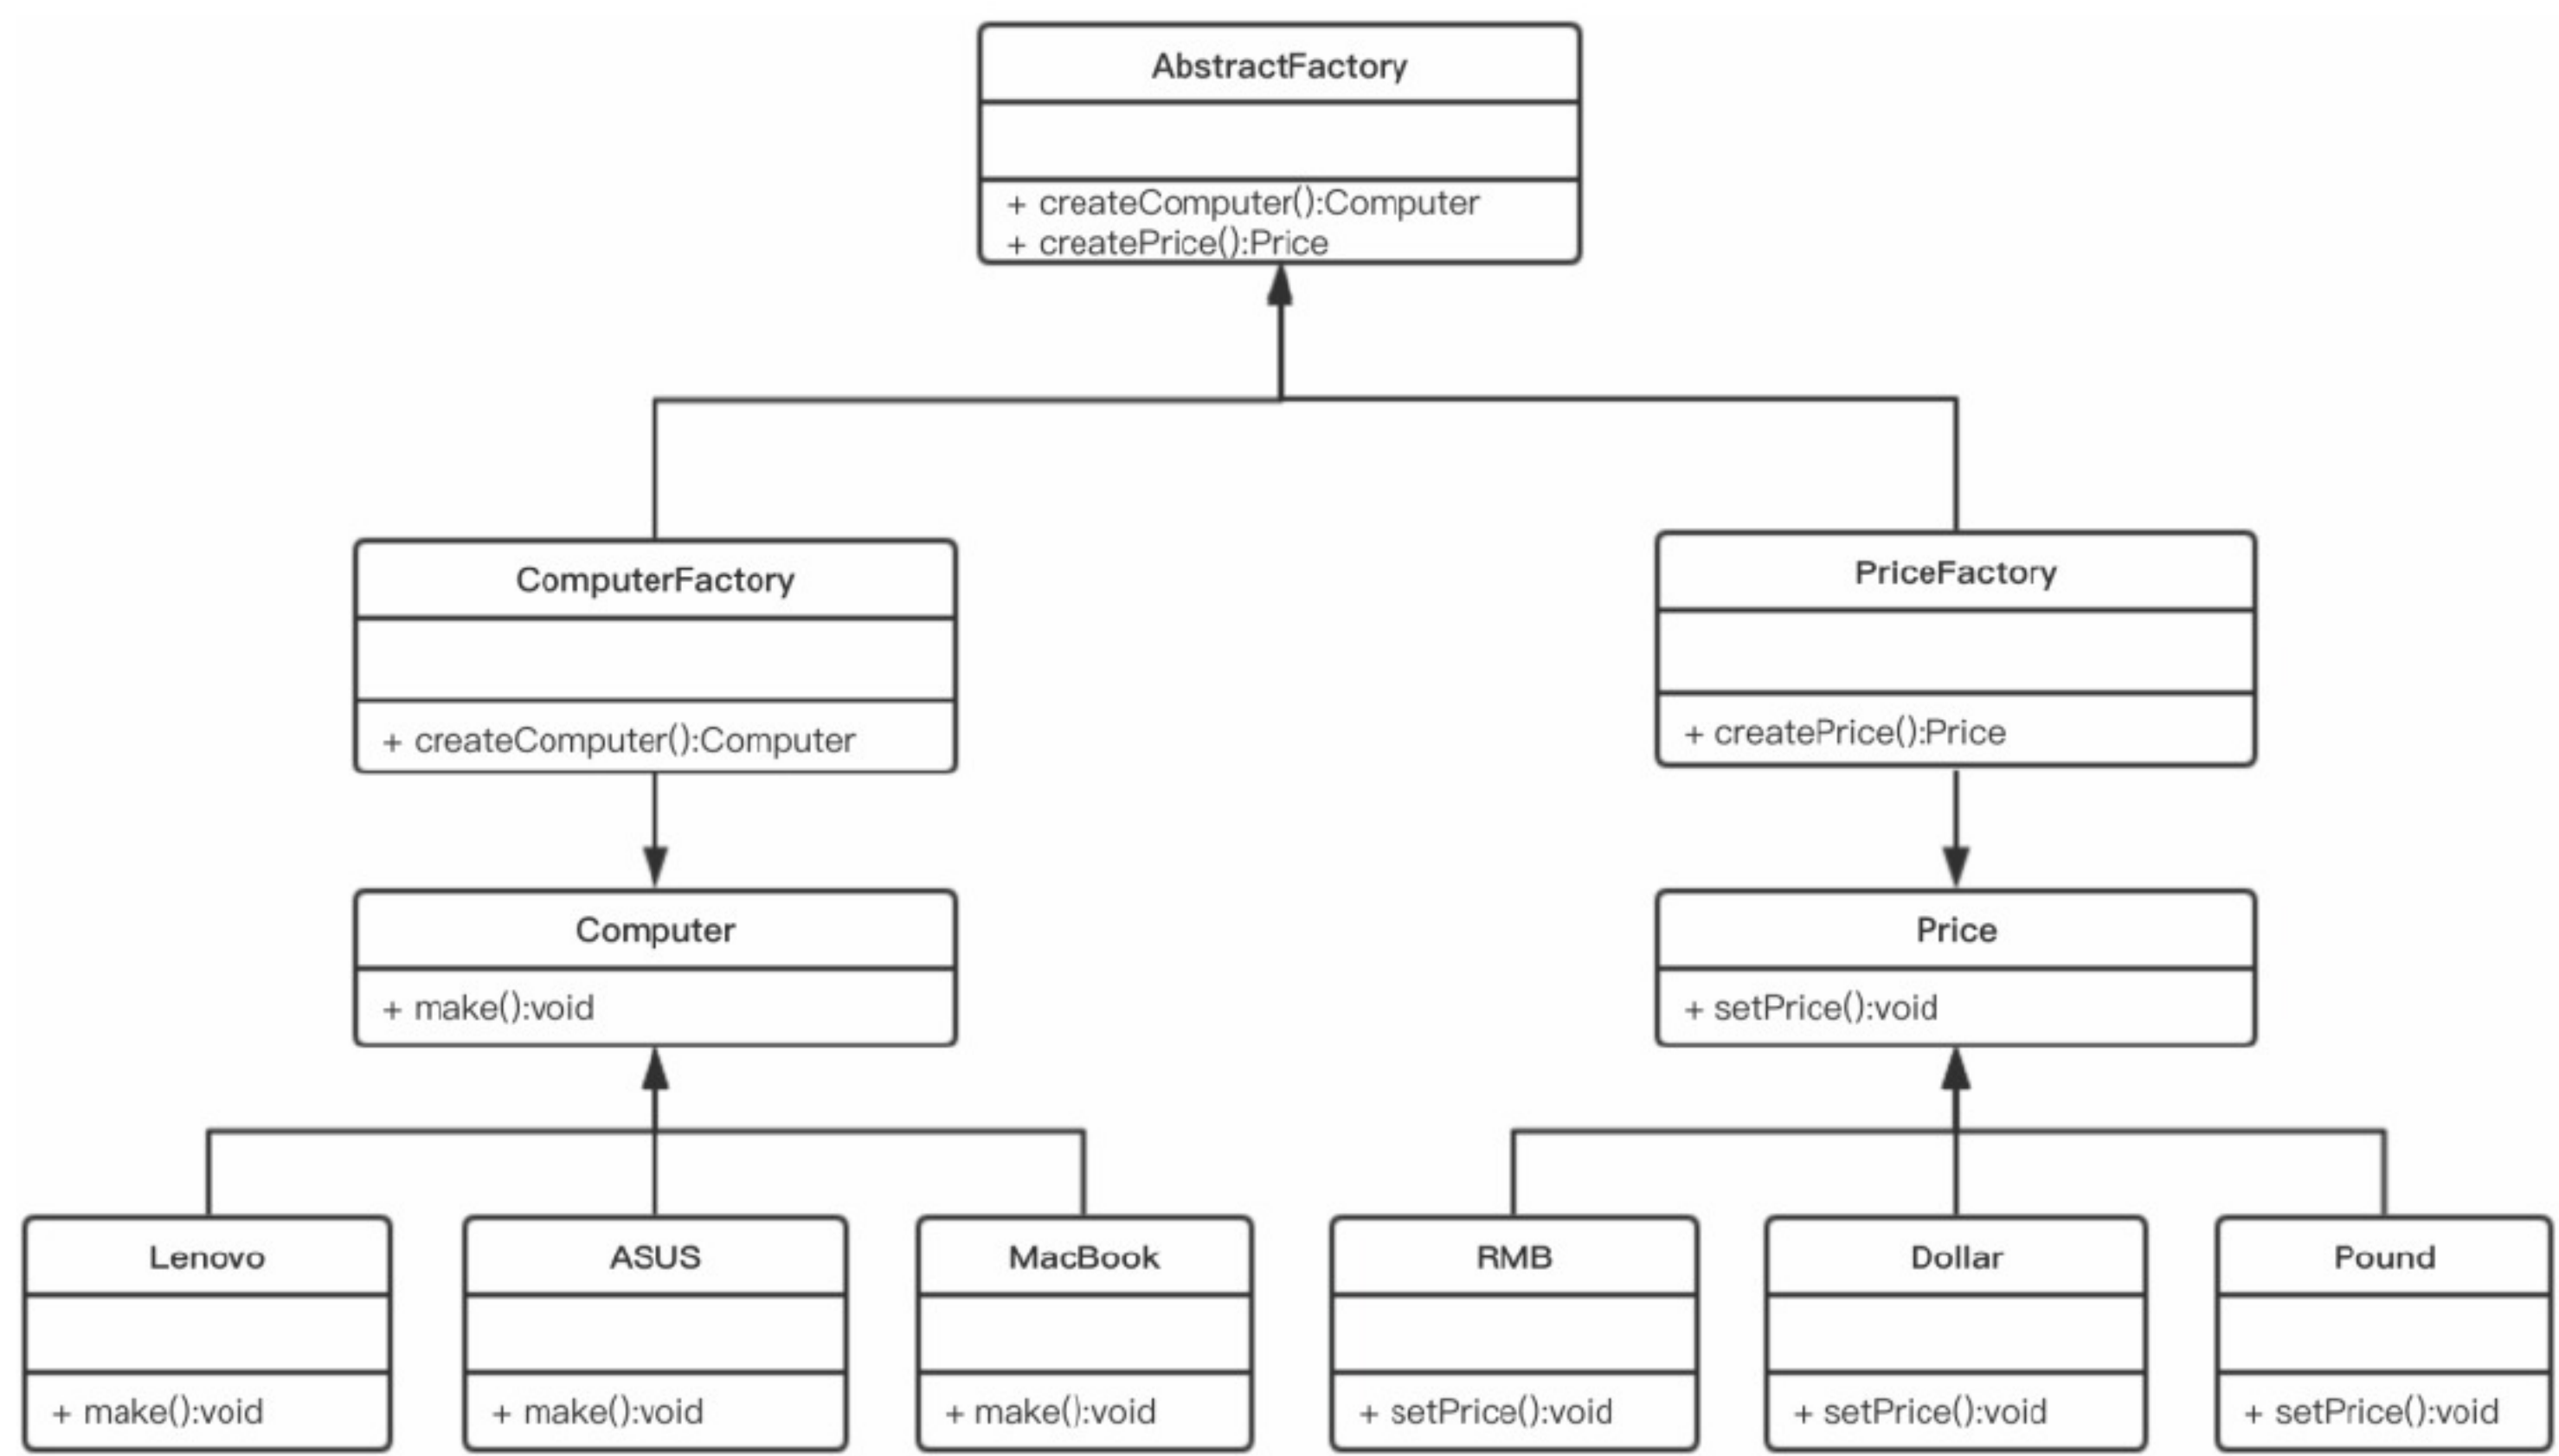 AbstractFactory
+ createComputer():Computer
+ createPrice():Price
ComputerFactory
+ createComputer():Computer
PriceFactory
+ createPrice():Price
Computer
+ make():void
Price
+ setPrice():void
Lenovo
+ make():void
ASUS
+ make():void
MacBook
+ make():void
RMB
+ setPrice():void
Dollar
+ setPrice():void
Pound
+ setPrice():void